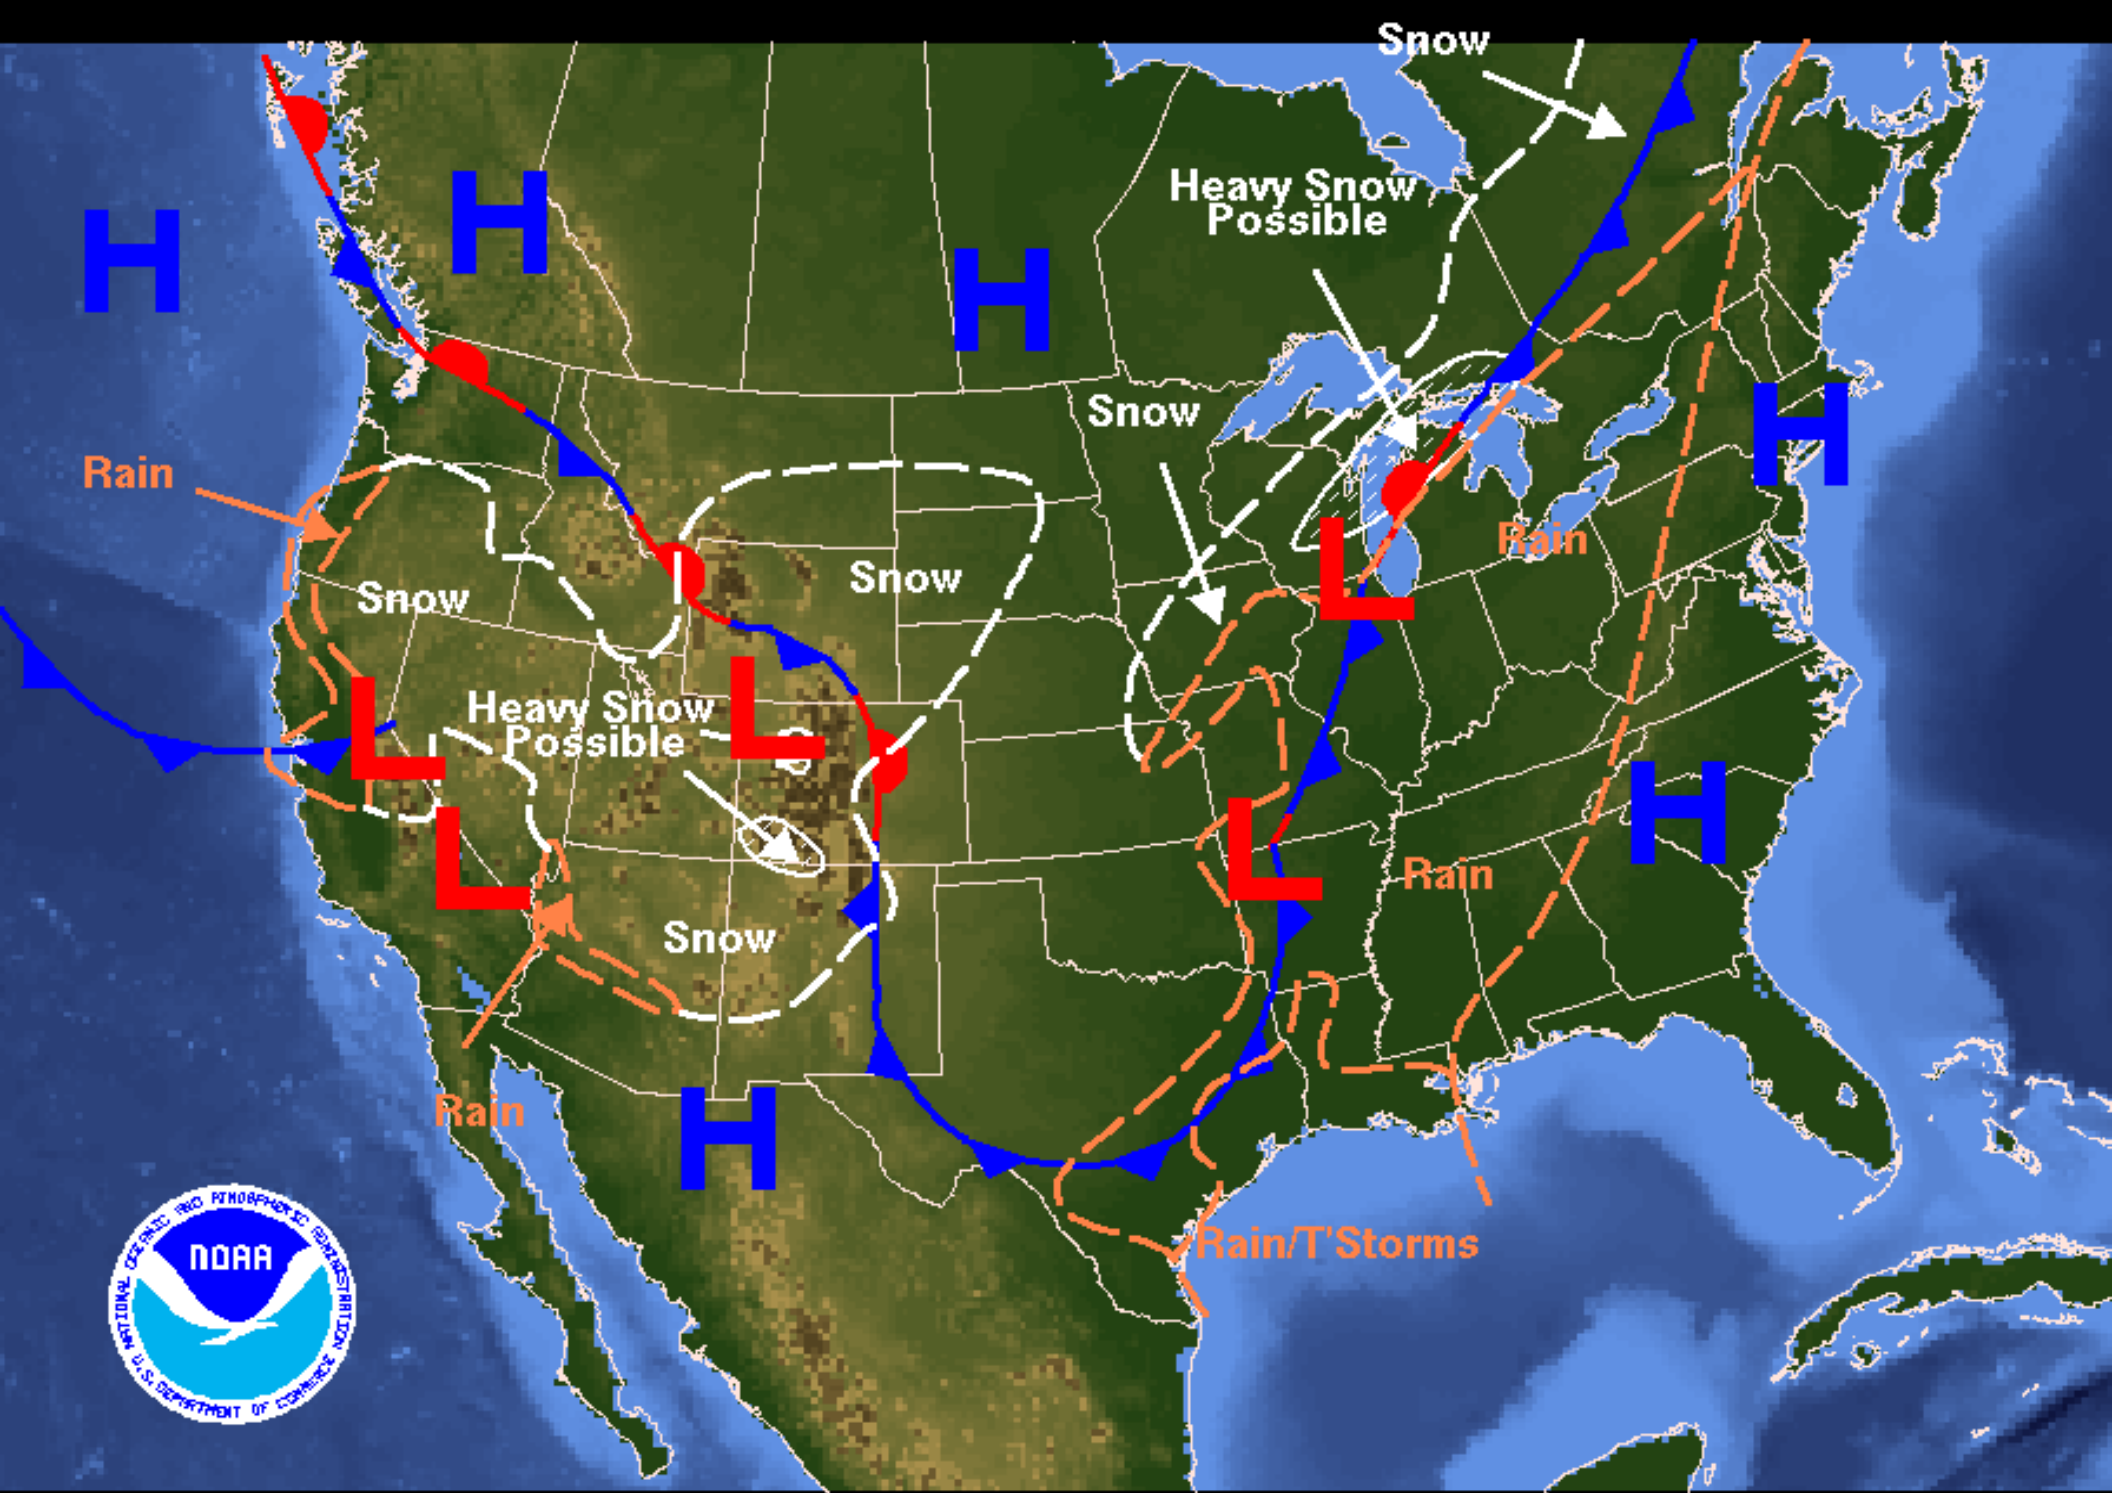 Snow
Heavy Snow
Possible
H
H
H
Snow
H
Rain
Rain
Snow
Snow
L
Heavy Snow
Possible
L
L
H
L
L
Rain
Snow
Rain
H
Rain/T'Storms
NATIONAL OCEANIC AND ATMOSPHERIC ADMINISTRATION
NOAA
U.S. DEPARTMENT OF COMMERCE